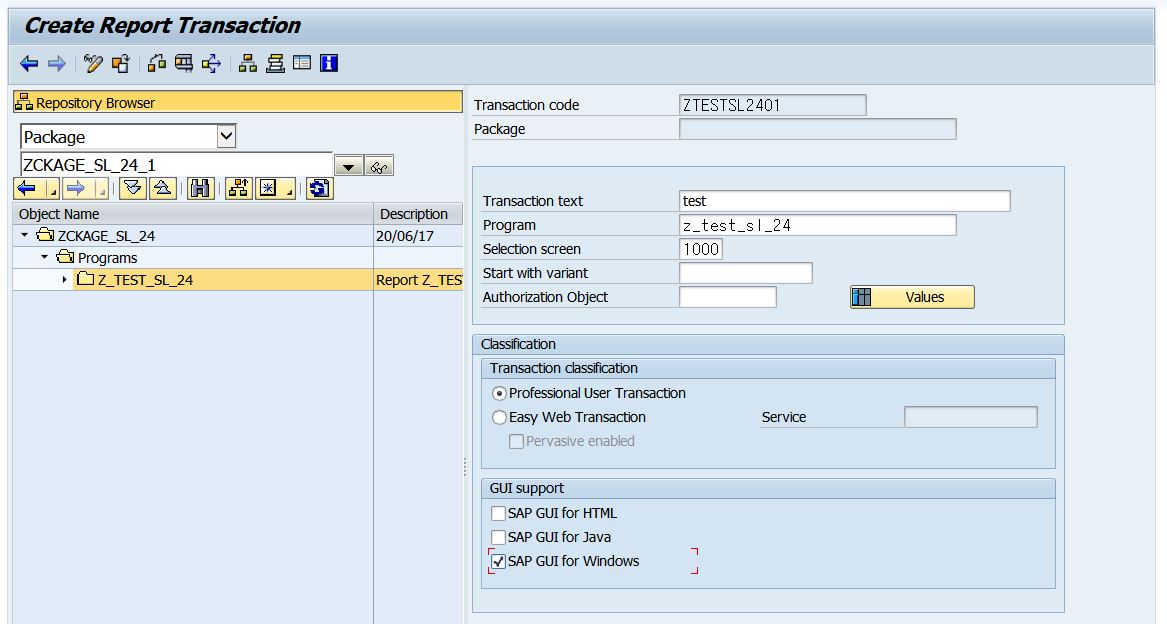 Create Report Transaction
Repository Browser
Package
ZCKAGE_SL_24_1
Object Name Description
ZCKAGE_SL_24 20/06/17
Programs
Z_TEST_SL_24 Report Z_TES
Transaction code ZTESTSL2401
Package
Transaction text test
Program z_test_sl_24
Selection screen 1000
Start with variant
Authorization Object Values
Classification
Transaction classification
Professional User Transaction
Easy Web Transaction Service
Pervasive enabled
GUI support
SAP GUI for HTML
SAP GUI for Java
SAP GUI for Windows